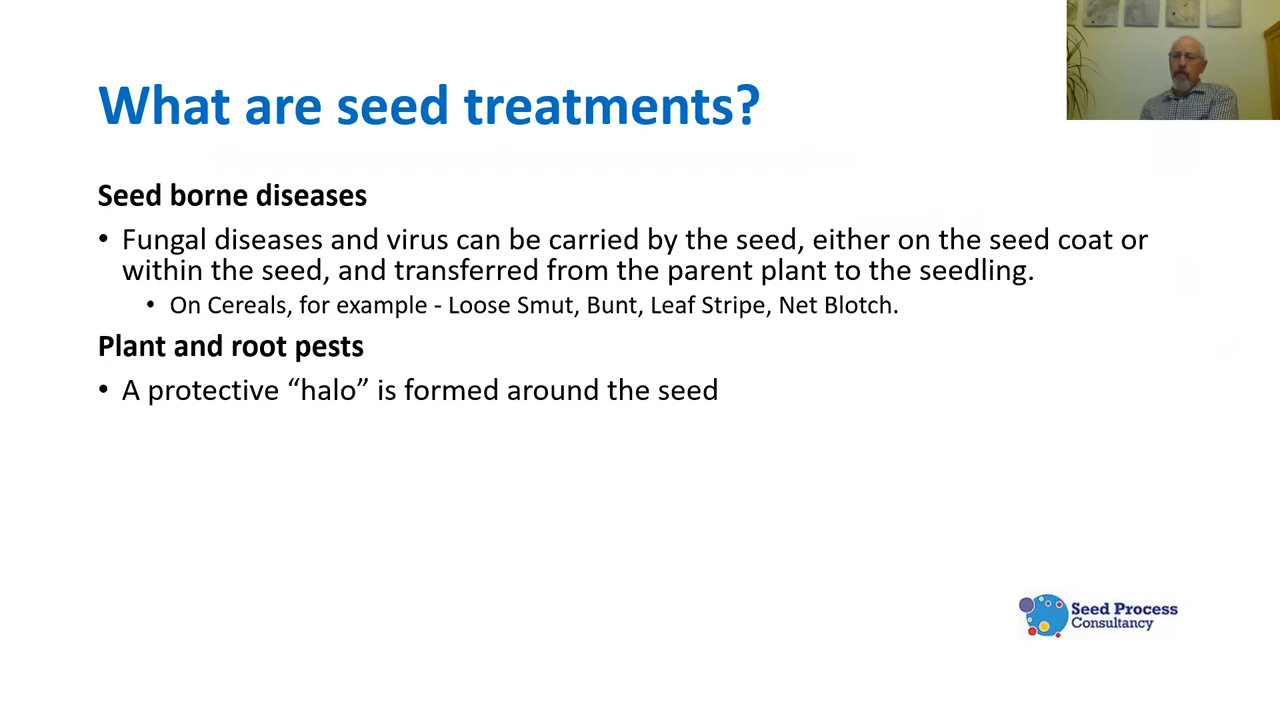 What are seed treatments?
Seed borne diseases
• Fungal diseases and virus can be carried by the seed, either on the seed coat or
within the seed, and transferred from the parent plant to the seedling.
• On Cereals, for example - Loose Smut, Bunt, Leaf Stripe, Net Blotch.
Plant and root pests
• A protective “halo” is formed around the seed
Seed Process
Consultancy